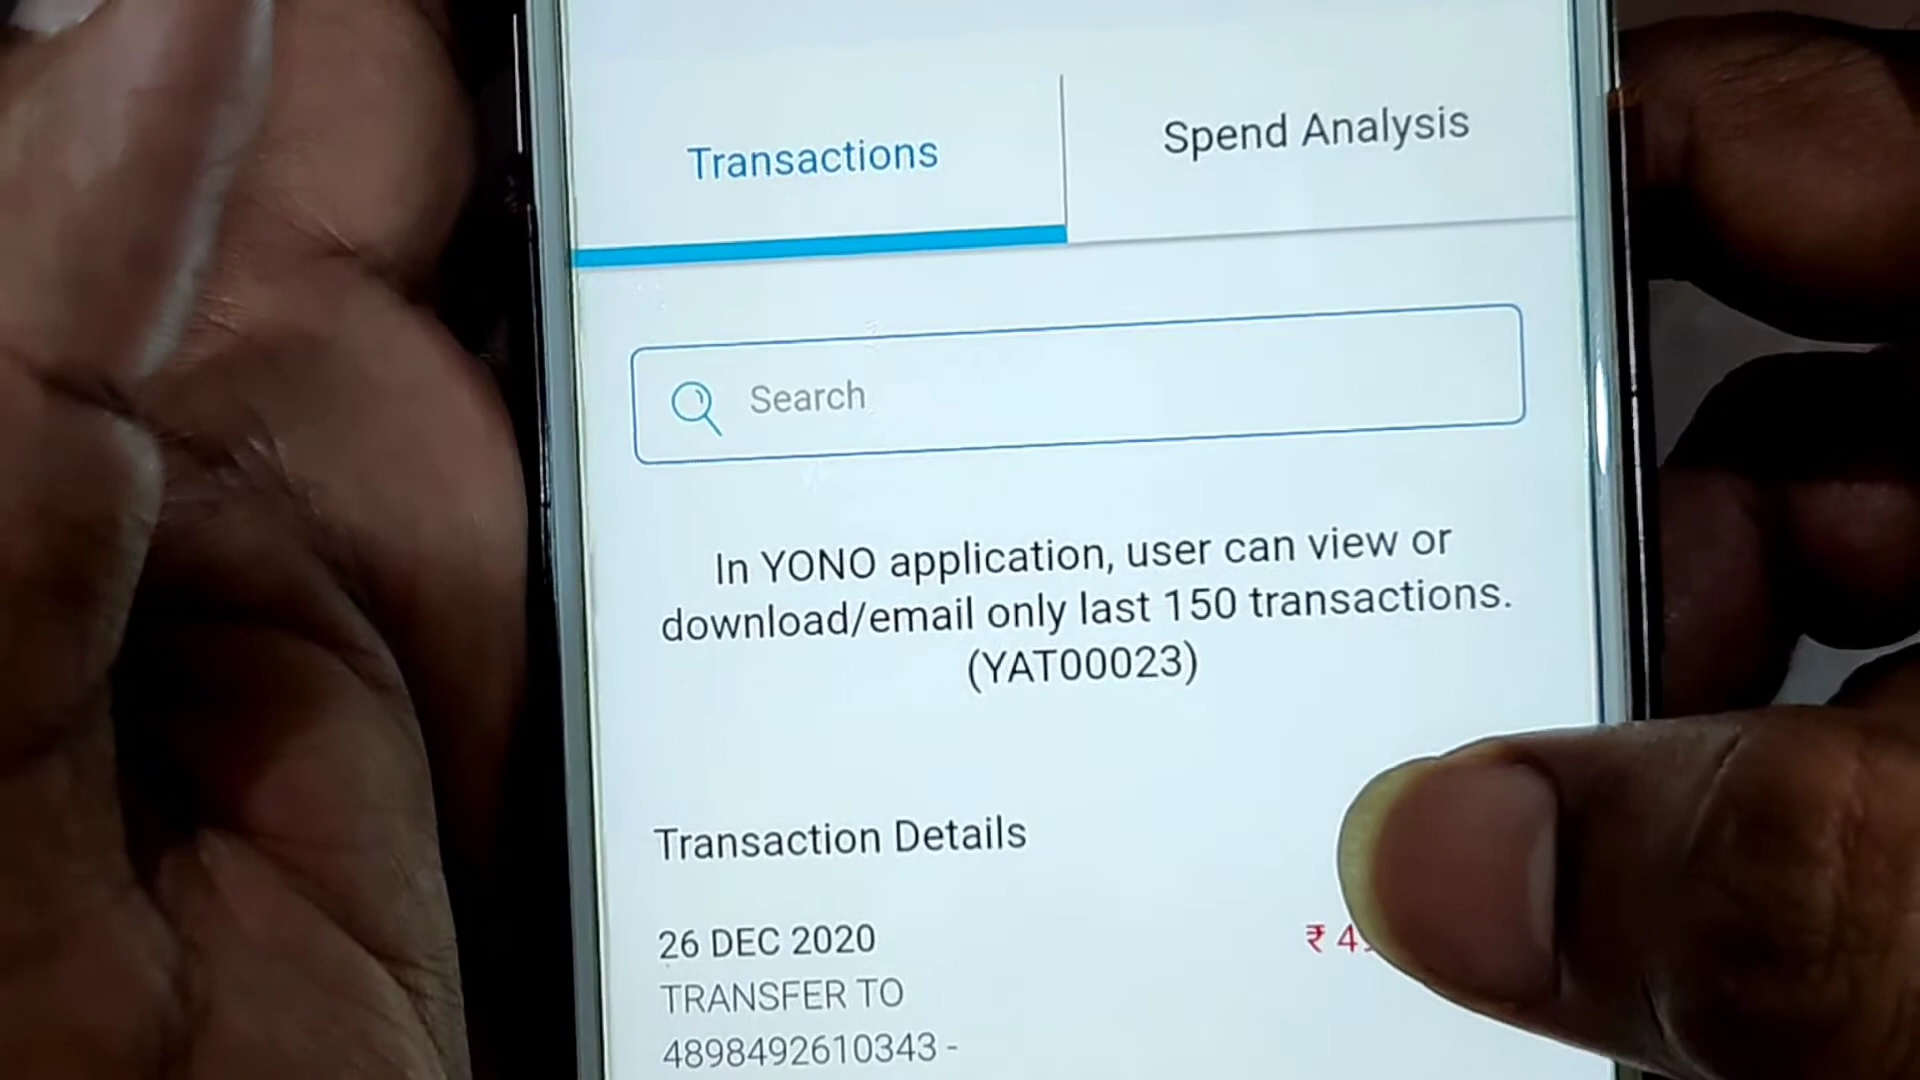 Transactions
Spend Analysis
Search
In YONO application, user can view or
download/email only last 150 transactions.
(YAT00023)
Transaction Details
26 DEC 2020
₹ 4
TRANSFER TO
4898492610343 -